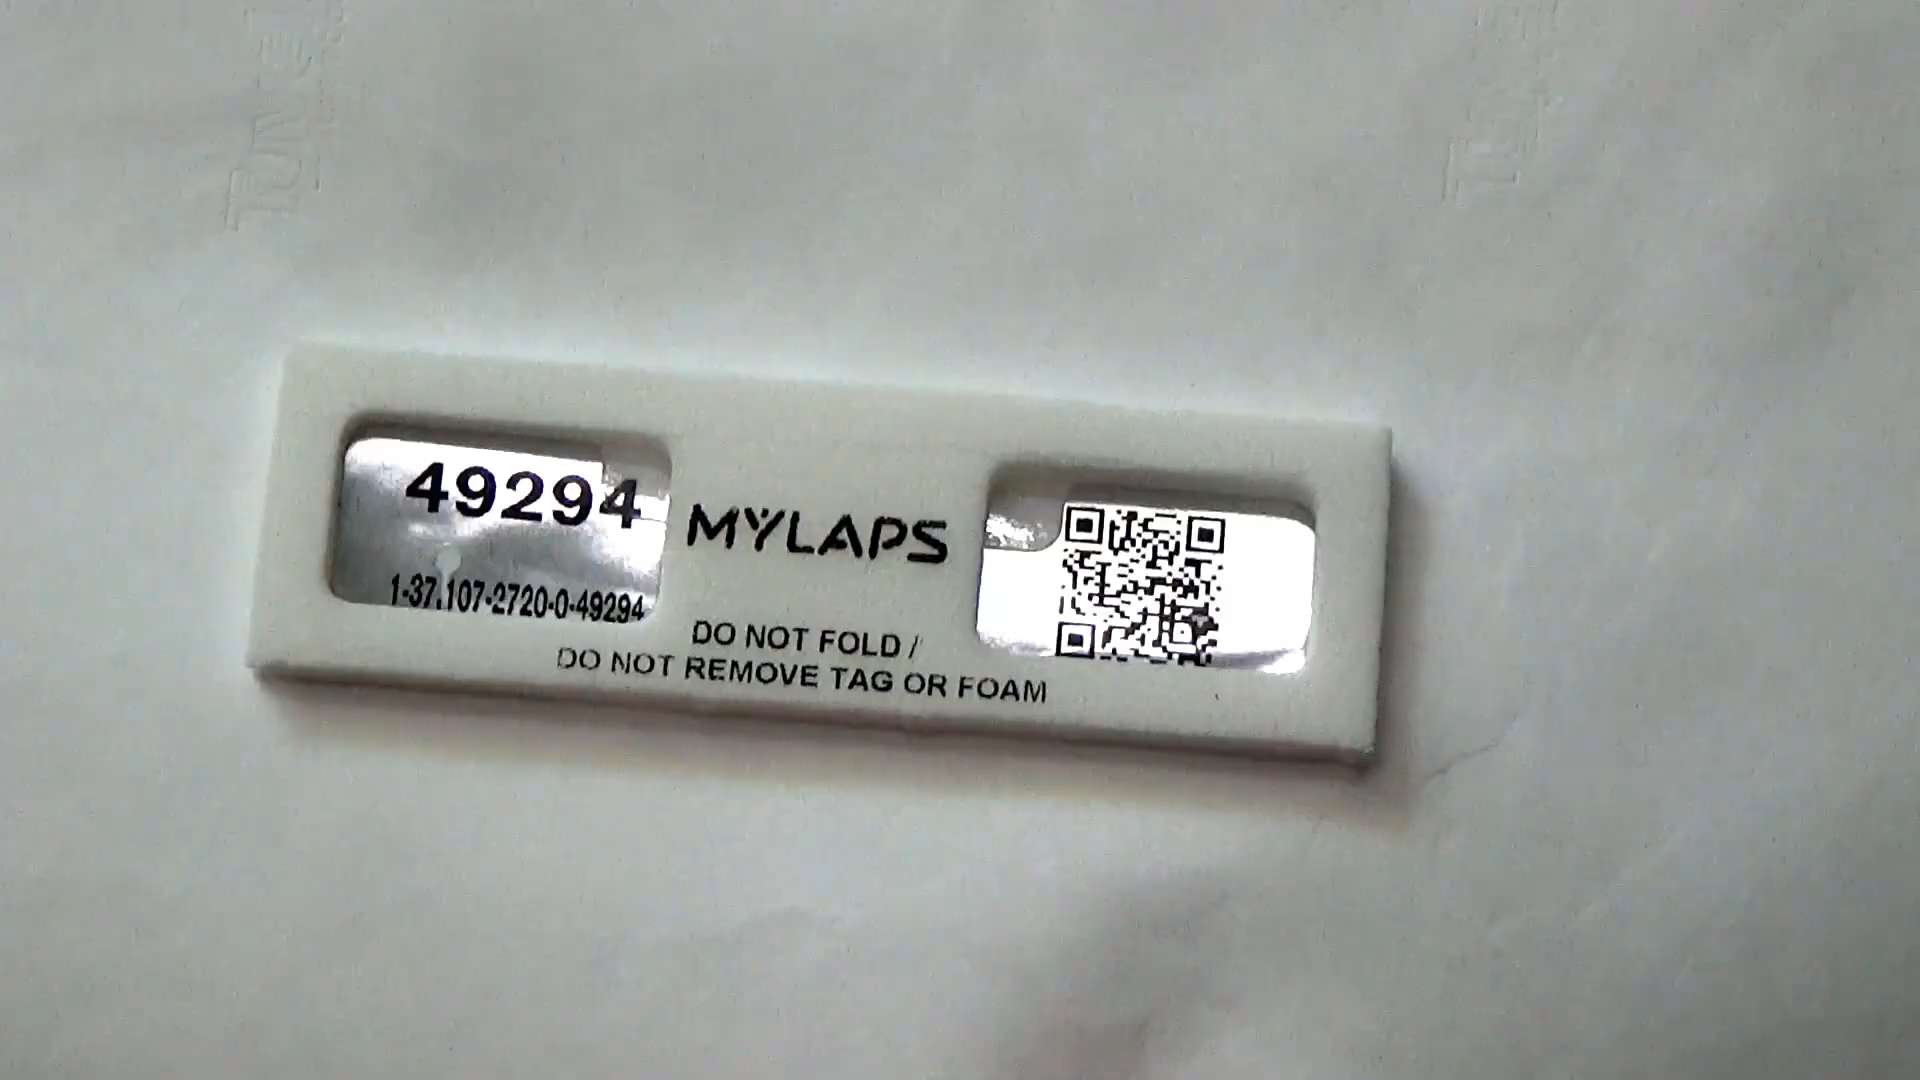 49294
1-37.107-2720-0-49294
MYLAPS
DO NOT FOLD /
DO NOT REMOVE TAG OR FOAM